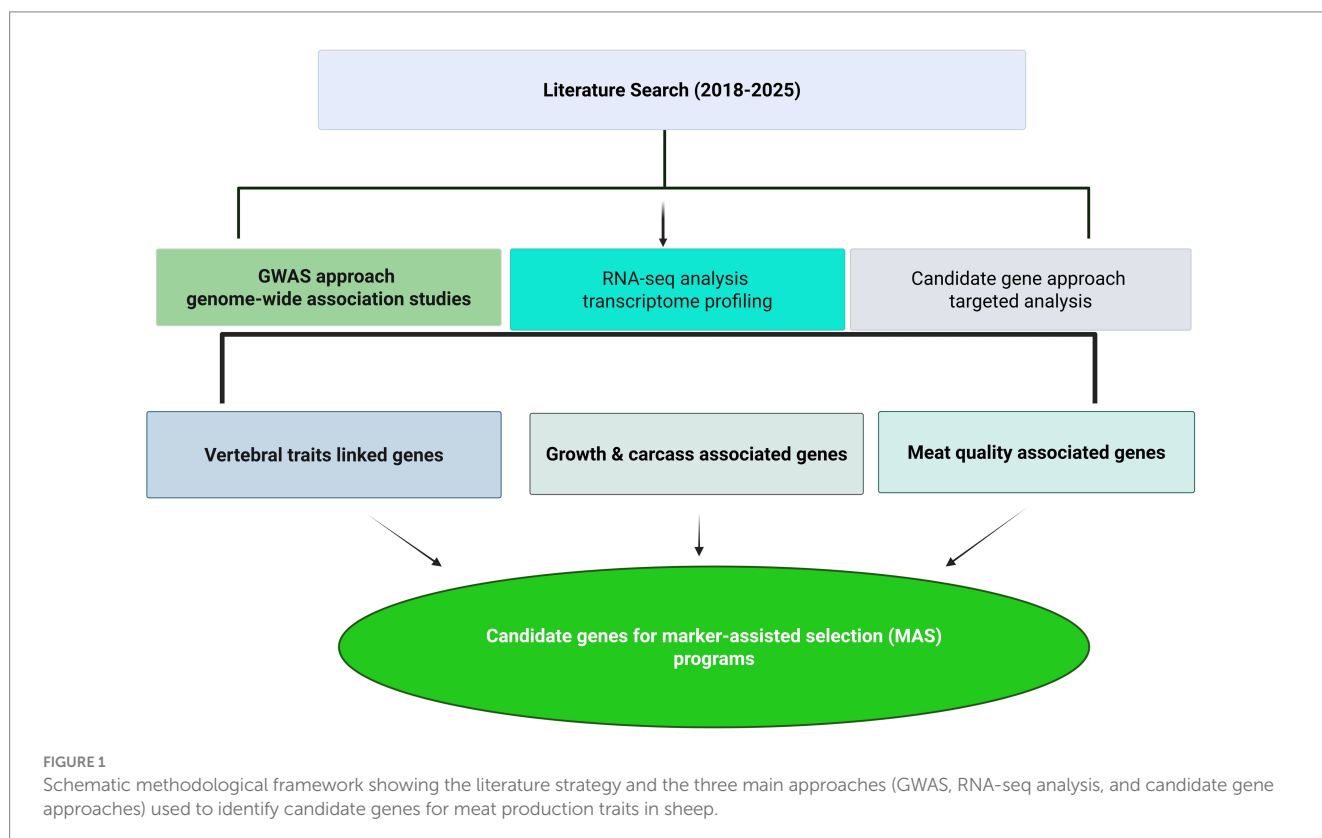 Literature Search (2018-2025)
GWAS approach
genome-wide association studies
RNA-seq analysis
transcriptome profiling
Candidate gene approach
targeted analysis
Vertebral traits linked genes
Growth & carcass associated genes
Meat quality associated genes
Candidate genes for marker-assisted selection (MAS)
programs
FIGURE 1
Schematic methodological framework showing the literature strategy and the three main approaches (GWAS, RNA-seq analysis, and candidate gene
approaches) used to identify candidate genes for meat production traits in sheep.